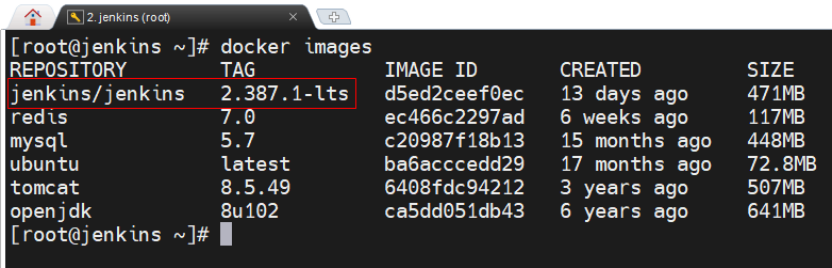 2. jenkins (root)
[root@jenkins ~]# docker images
REPOSITORY TAG IMAGE ID CREATED SIZE
jenkins/jenkins 2.387.1-lts d5ed2ceef0ec 13 days ago 471MB
redis 7.0 ec466c2297ad 6 weeks ago 117MB
mysql 5.7 c20987f18b13 15 months ago 448MB
ubuntu latest ba6acccedd29 17 months ago 72.8MB
tomcat 8.5.49 6408fdc94212 3 years ago 507MB
openjdk 8u102 ca5dd051db43 6 years ago 641MB
[root@jenkins ~]#